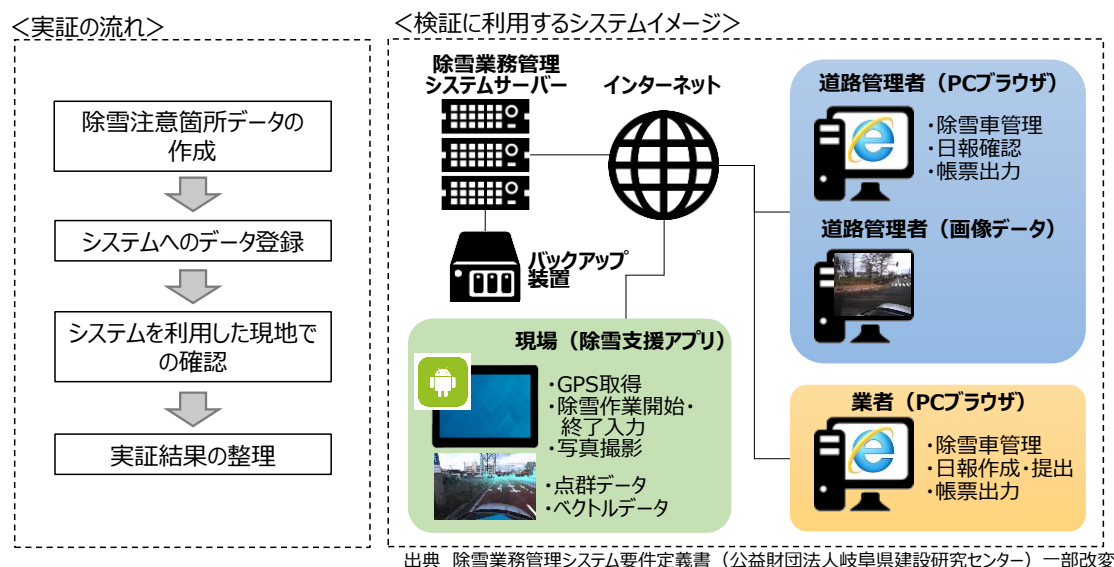 ＜実証の流れ＞
除雪注意箇所データの
作成
システムへのデータ登録
システムを利用した現地で
の確認
実証結果の整理
＜検証に利用するシステムイメージ＞
除雪業務管理
システムサーバー
インターネット
バックアップ
装置
道路管理者（PCブラウザ）
・除雪車管理
・日報確認
・帳票出力
道路管理者（画像データ）
現場（除雪支援アプリ）
・GPS取得
・除雪作業開始・
終了入力
・写真撮影
・点群データ
・ベクトルデータ
業者（PCブラウザ）
・除雪車管理
・日報作成・提出
・帳票出力
出典　除雪業務管理システム要件定義書（公益財団法人岐阜県建設研究センター）一部改変